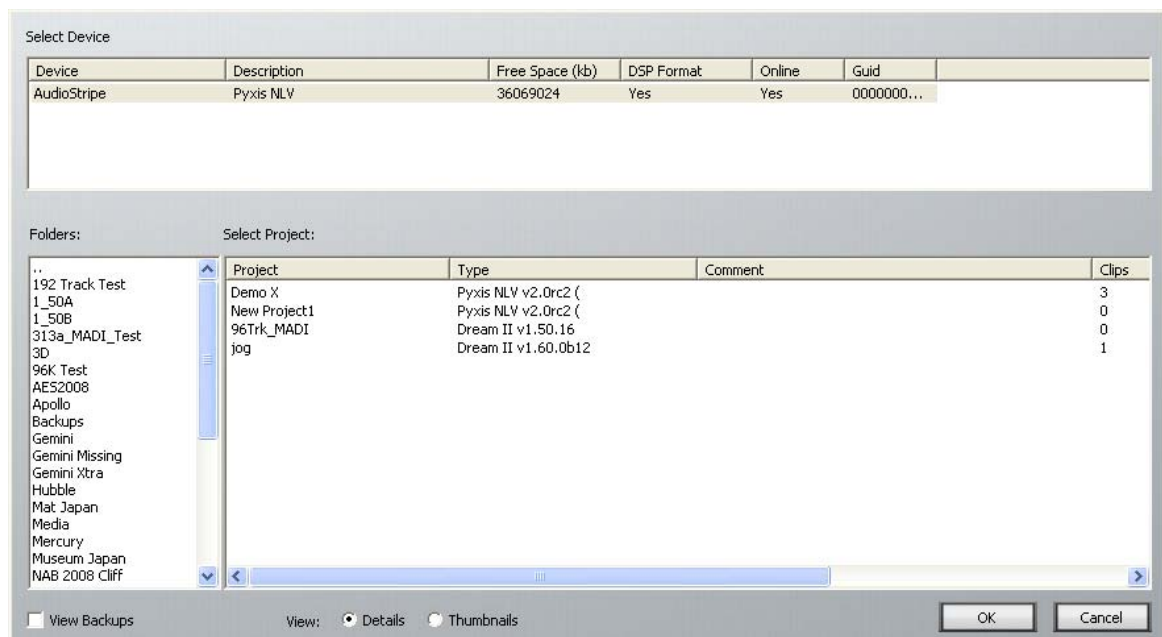 Select Device
Device Description Free Space (kb) DSP Format Online Guid
AudioStripe Pyxis NLV 36069024 Yes Yes 0000000...
Folders: Select Project:
..
192 Track Test
1_50A
1_50B
313a_MADI_Test
3D
96K Test
AES2008
Apollo
Backups
Gemini
Gemini Missing
Gemini Xtra
Hubble
Mat Japan
Media
Mercury
Museum Japan
NAB 2008 Cliff
Project Type Comment Clips
Demo X Pyxis NLV v2.0rc2 ( 3
New Project1 Pyxis NLV v2.0rc2 ( 0
96Trk_MADI Dream II v1.50.16 0
jog Dream II v1.60.0b12 1
View Backups View: Details Thumbnails OK Cancel